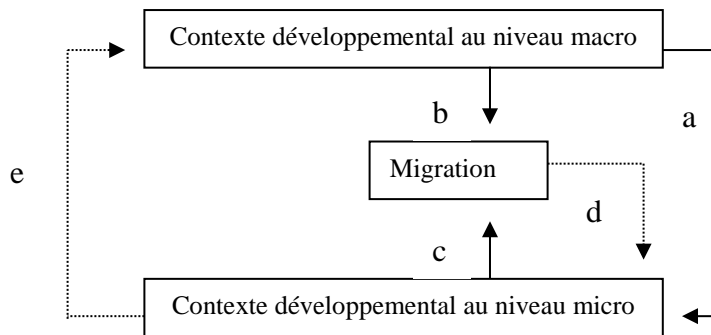 Contexte développemental au niveau macro
b
a
Migration
e
d
c
Contexte développemental au niveau micro